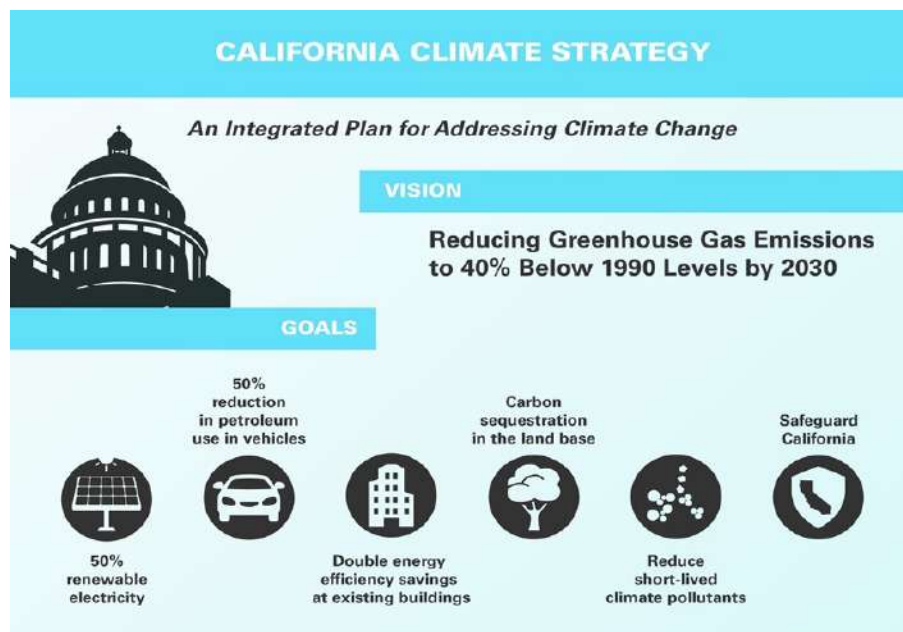 CALIFORNIA CLIMATE STRATEGY
An Integrated Plan for Addressing Climate Change
VISION
Reducing Greenhouse Gas Emissions
to 40% Below 1990 Levels by 2030
GOALS
50%
renewable
electricity
50%
reduction
in petroleum
use in vehicles
Double energy
efficiency savings
at existing buildings
Carbon
sequestration
in the land base
Reduce
short-lived
climate pollutants
Safeguard
California